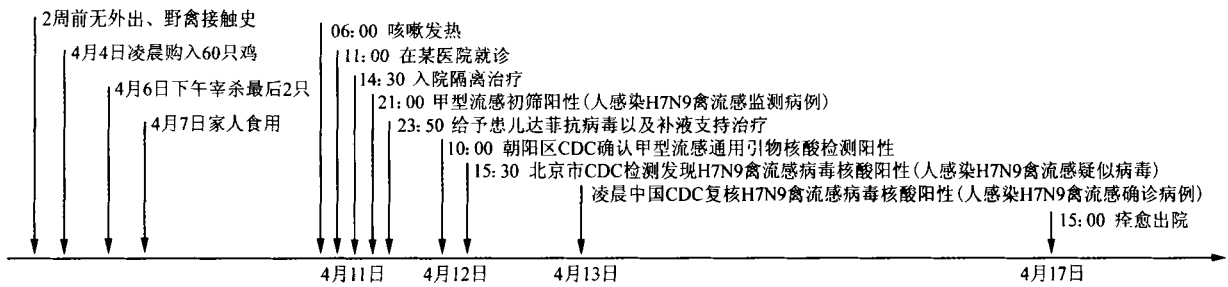 2周前无外出、野禽接触史
4月4日凌晨购入60只鸡
4月6日下午宰杀最后2只
4月7日家人食用
06:00 咳嗽发热
11:00 在某医院就诊
14:30 入院隔离治疗
21:00 甲型流感初筛阳性(人感染H7N9禽流感监测病例)
23:50 给予患儿达菲抗病毒以及补液支持治疗
10:00 朝阳区CDC确认甲型流感通用引物核酸检测阳性
15:30 北京市CDC检测发现H7N9禽流感病毒核酸阳性(人感染H7N9禽流感疑似病毒)
凌晨中国CDC复核H7N9禽流感病毒核酸阳性(人感染H7N9禽流感确诊病例)
15:00 痊愈出院
4月11日
4月12日
4月13日
4月17日